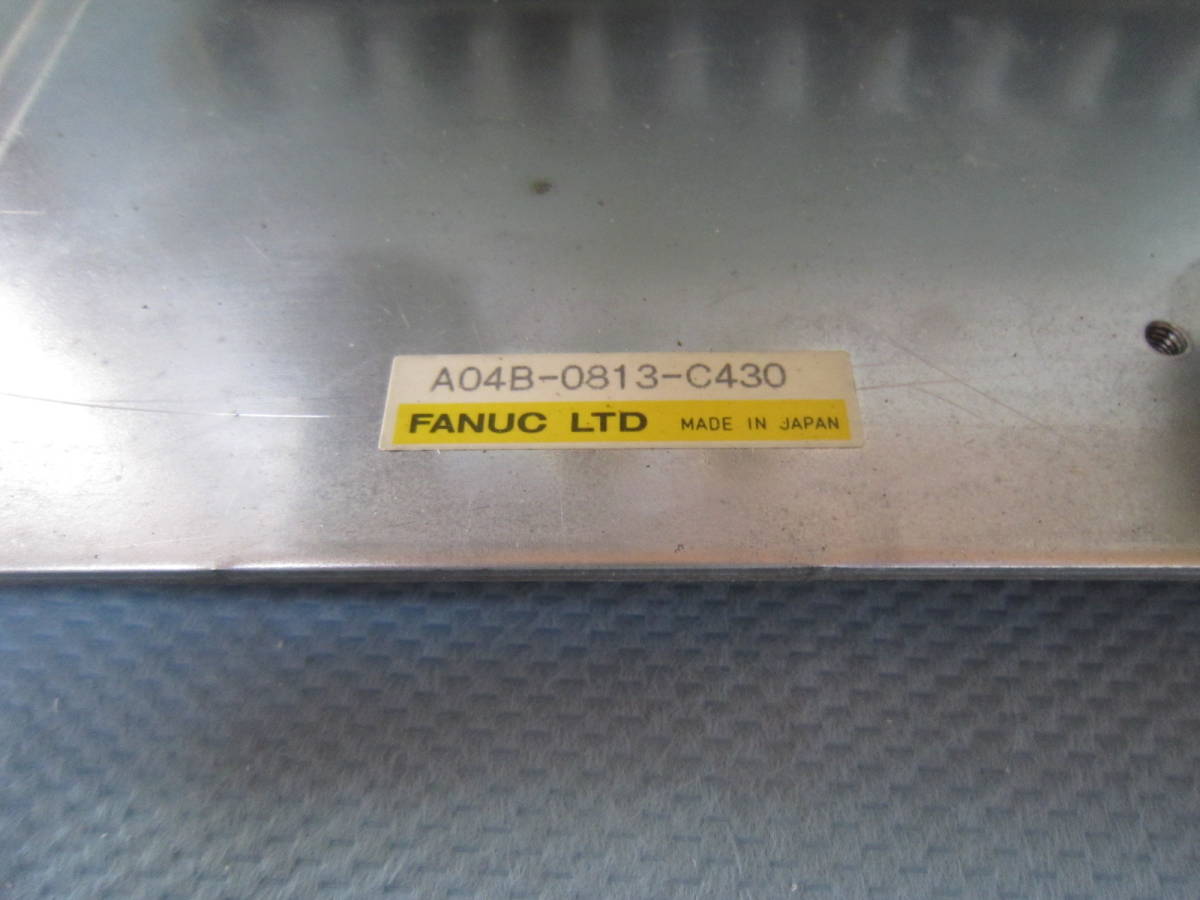 A04B-0813-C430
FANUC LTD MADE IN JAPAN